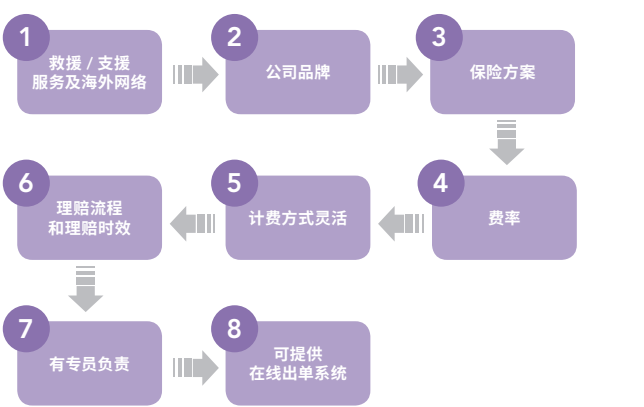 1
救援 / 支援
服务及海外网络
2
公司品牌
3
保险方案
4
费率
5
计费方式灵活
6
理赔流程
和理赔时效
7
有专员负责
8
可提供
在线出单系统